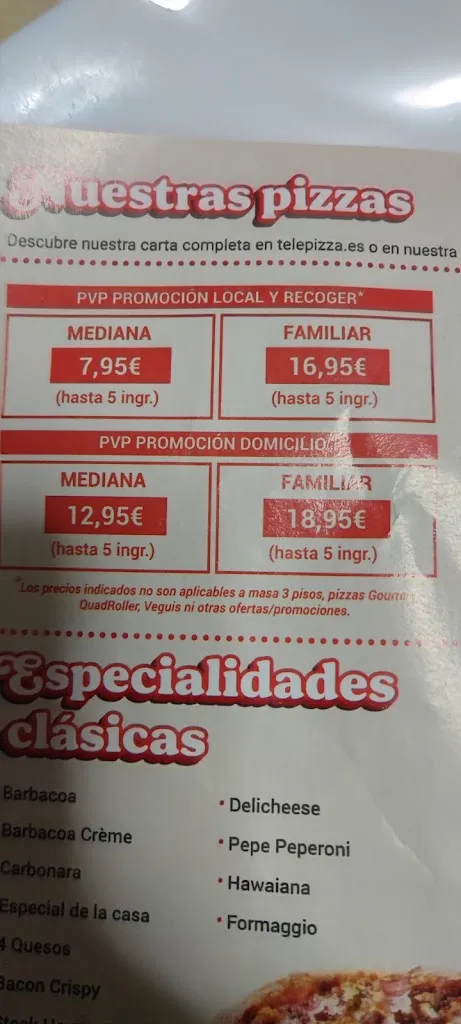 Nuestras pizzas
Descubre nuestra carta completa en telepizza.es o en nuestra
PVP PROMOCIÓN LOCAL Y RECOGER*
MEDIANA
7,95€
(hasta 5 ingr.)
FAMILIAR
16,95€
(hasta 5 ingr.)
PVP PROMOCIÓN DOMICILIO
MEDIANA
12,95€
(hasta 5 ingr.)
FAMILIAR
18,95€
(hasta 5 ingr.)
*Los precios indicados no son aplicables a masa 3 pisos, pizzas
QuadRoller, Veguis ni otras ofertas/promociones.
Especialidades
clásicas
Barbacoa
Barbacoa Crème
Carbonara
Especial de la casa
4 Quesos
Bacon Crispy
• Delicheese
• Pepe Peperoni
• Hawaiana
• Formaggio